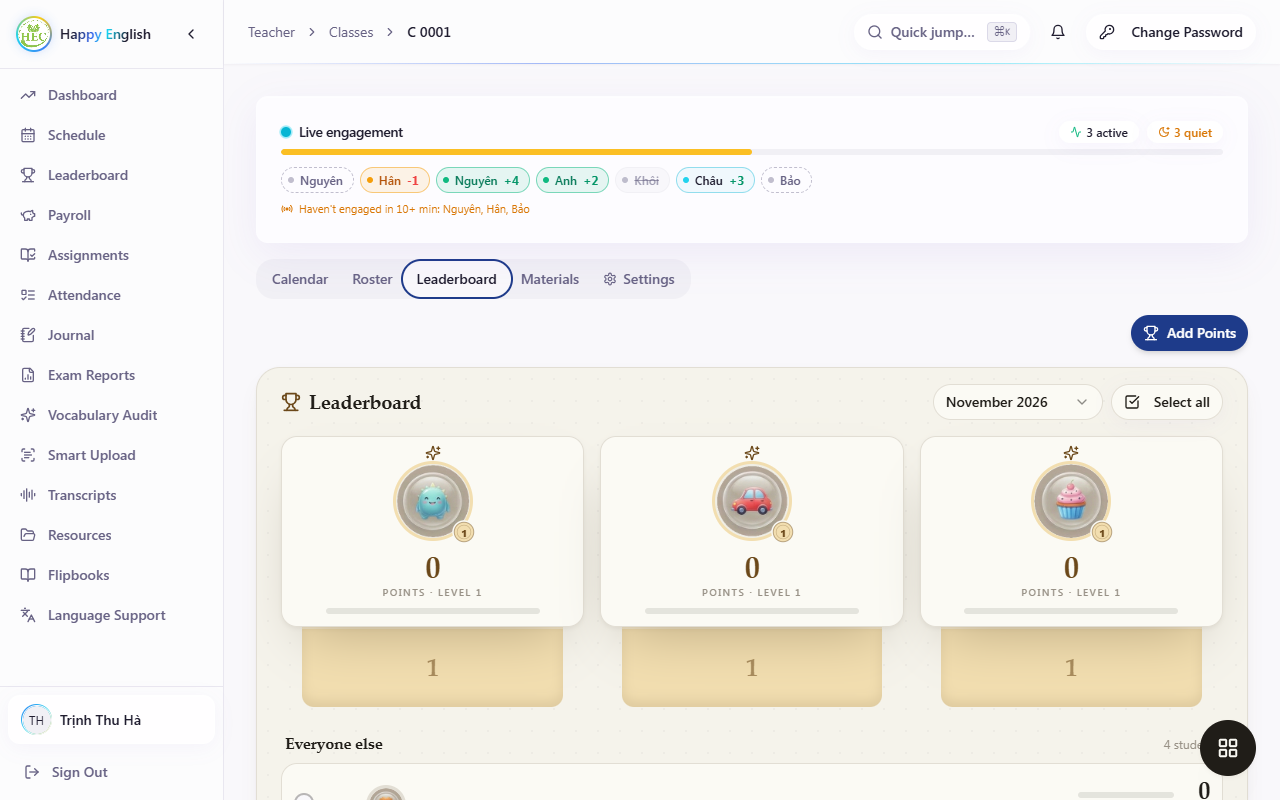 HEC
Happy English
Dashboard
Schedule
Leaderboard
Payroll
Assignments
Attendance
Journal
Exam Reports
Vocabulary Audit
Smart Upload
Transcripts
Resources
Flipbooks
Language Support
TH
Trịnh Thu Hà
Sign Out
Teacher
Classes
C 0001
Quick jump...
⌘K
Change Password
Live engagement
3 active
3 quiet
Nguyên
Hân -1
Nguyên +4
Anh +2
Khôi
Châu +3
Bảo
Haven't engaged in 10+ min: Nguyên, Hân, Bảo
Calendar
Roster
Leaderboard
Materials
Settings
Add Points
Leaderboard
November 2026
Select all
1
0
POINTS · LEVEL 1
1
1
0
POINTS · LEVEL 1
1
1
0
POINTS · LEVEL 1
1
Everyone else
4
0